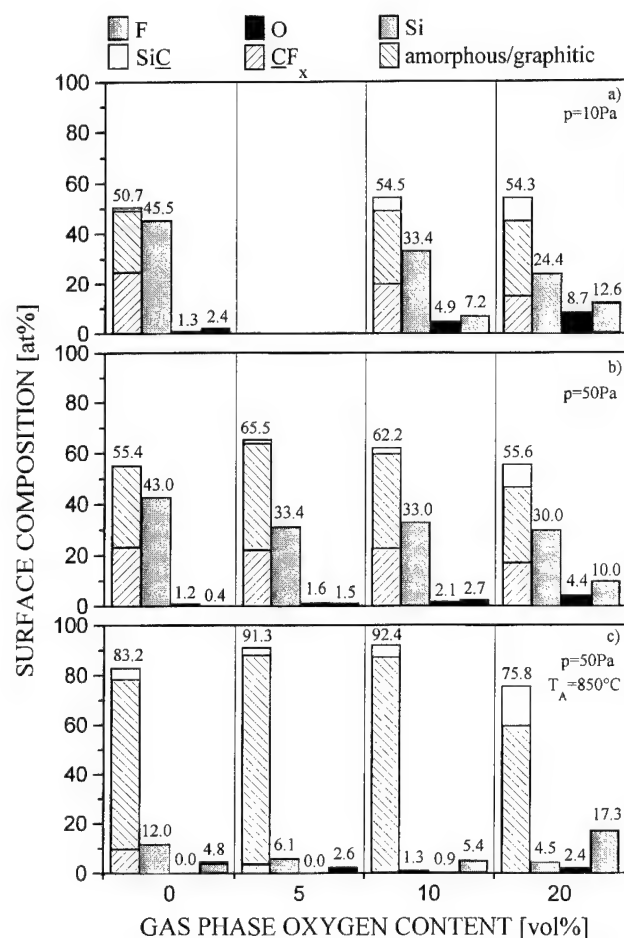 F O Si
SiC CFx amorphous/graphitic
SURFACE COMPOSITION [at%]
100
80
60
40
20
0
a)
p=10Pa
50.7 45.5 1.3 2.4
54.5 33.4 4.9 7.2
54.3 24.4 8.7 12.6
100
80
60
40
20
0
b)
p=50Pa
55.4 43.0 1.2 0.4
65.5 33.4 1.6 1.5
62.2 33.0 2.1 2.7
55.6 30.0 4.4 10.0
100
80
60
40
20
0
c)
p=50Pa
TA=850°C
83.2 12.0 0.0 4.8
91.3 6.1 0.0 2.6
92.4 1.3 0.9 5.4
75.8 4.5 2.4 17.3
0 5 10 20
GAS PHASE OXYGEN CONTENT [vol%]